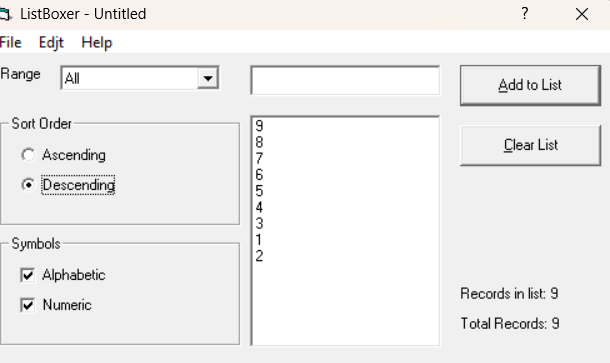 ListBoxer - Untitled
?
File Edjt Help
Range
All
Add to List
Sort Order
Ascending
Descending
9
8
7
6
5
4
3
1
2
Clear List
Symbols
Alphabetic
Numeric
Records in list: 9
Total Records: 9